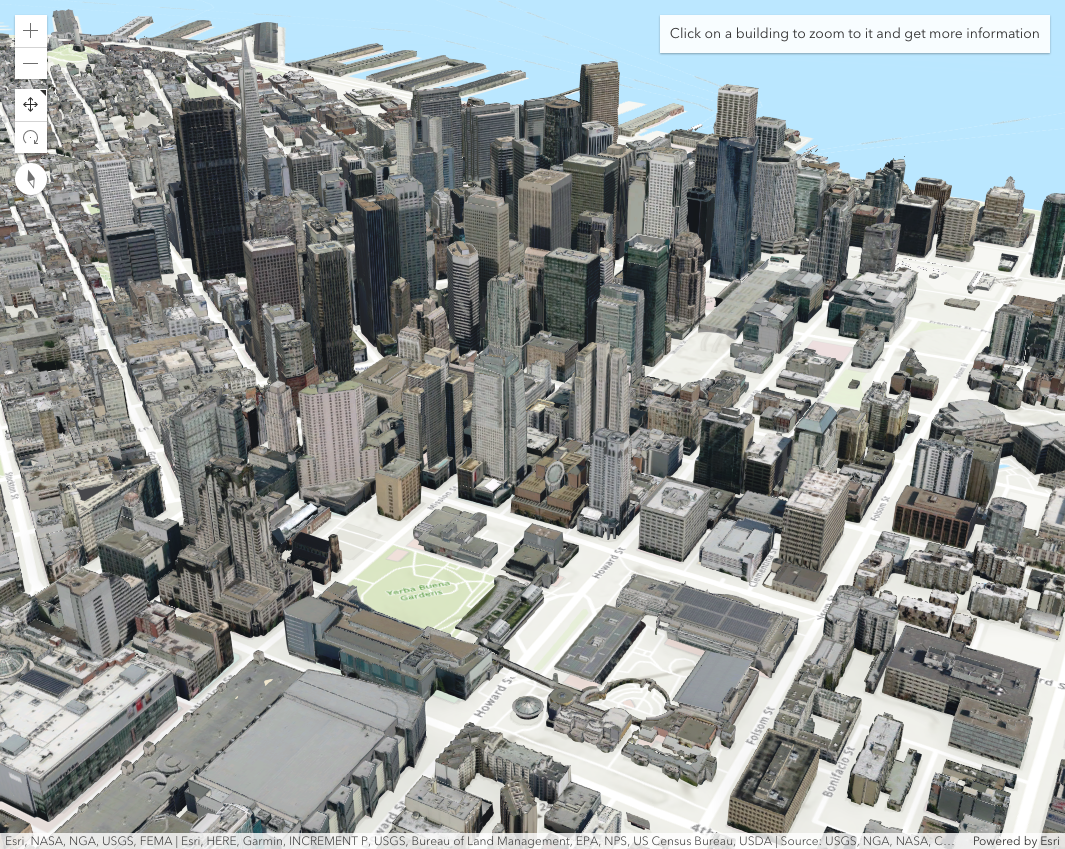 Click on a building to zoom to it and get more information
Yerba Buena
Gardens
Howard St
Howard St
Folsom St
Folsom St
Bonifacio St
4th
Esri, NASA, NGA, USGS, FEMA | Esri, HERE, Garmin, INCREMENT P, USGS, Bureau of Land Management, EPA, NPS, US Census Bureau, USDA | Source: USGS, NGA, NASA, C...
Powered by Esri